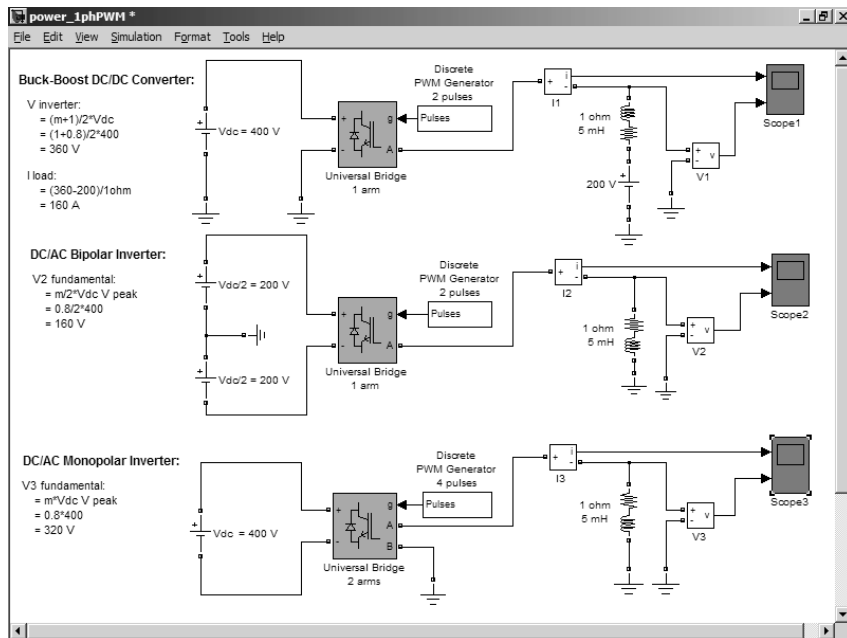 power_1phPWM *
File Edit View Simulation Format Tools Help
Buck-Boost DC/DC Converter:
V inverter:
= (m+1)/2*Vdc
= (1+0.8)/2*400
= 360 V
I load:
= (360-200)/1ohm
= 160 A
Vdc = 400 V
+
-
g
A
Universal Bridge
1 arm
Discrete
PWM Generator
2 pulses
Pulses
+
i
-
I1
1 ohm
5 mH
+
200 V
+
-
v
V1
Scope1
DC/AC Bipolar Inverter:
V2 fundamental:
= m/2*Vdc V peak
= 0.8/2*400
= 160 V
+
Vdc/2 = 200 V
+
Vdc/2 = 200 V
+
-
g
A
Universal Bridge
1 arm
Discrete
PWM Generator
2 pulses
Pulses
+
i
-
I2
1 ohm
5 mH
+
-
v
V2
Scope2
DC/AC Monopolar Inverter:
V3 fundamental:
= m*Vdc V peak
= 0.8*400
= 320 V
+
Vdc = 400 V
+
-
g
A
B
Universal Bridge
2 arms
Discrete
PWM Generator
4 pulses
Pulses
+
i
-
I3
1 ohm
5 mH
+
-
v
V3
Scope3